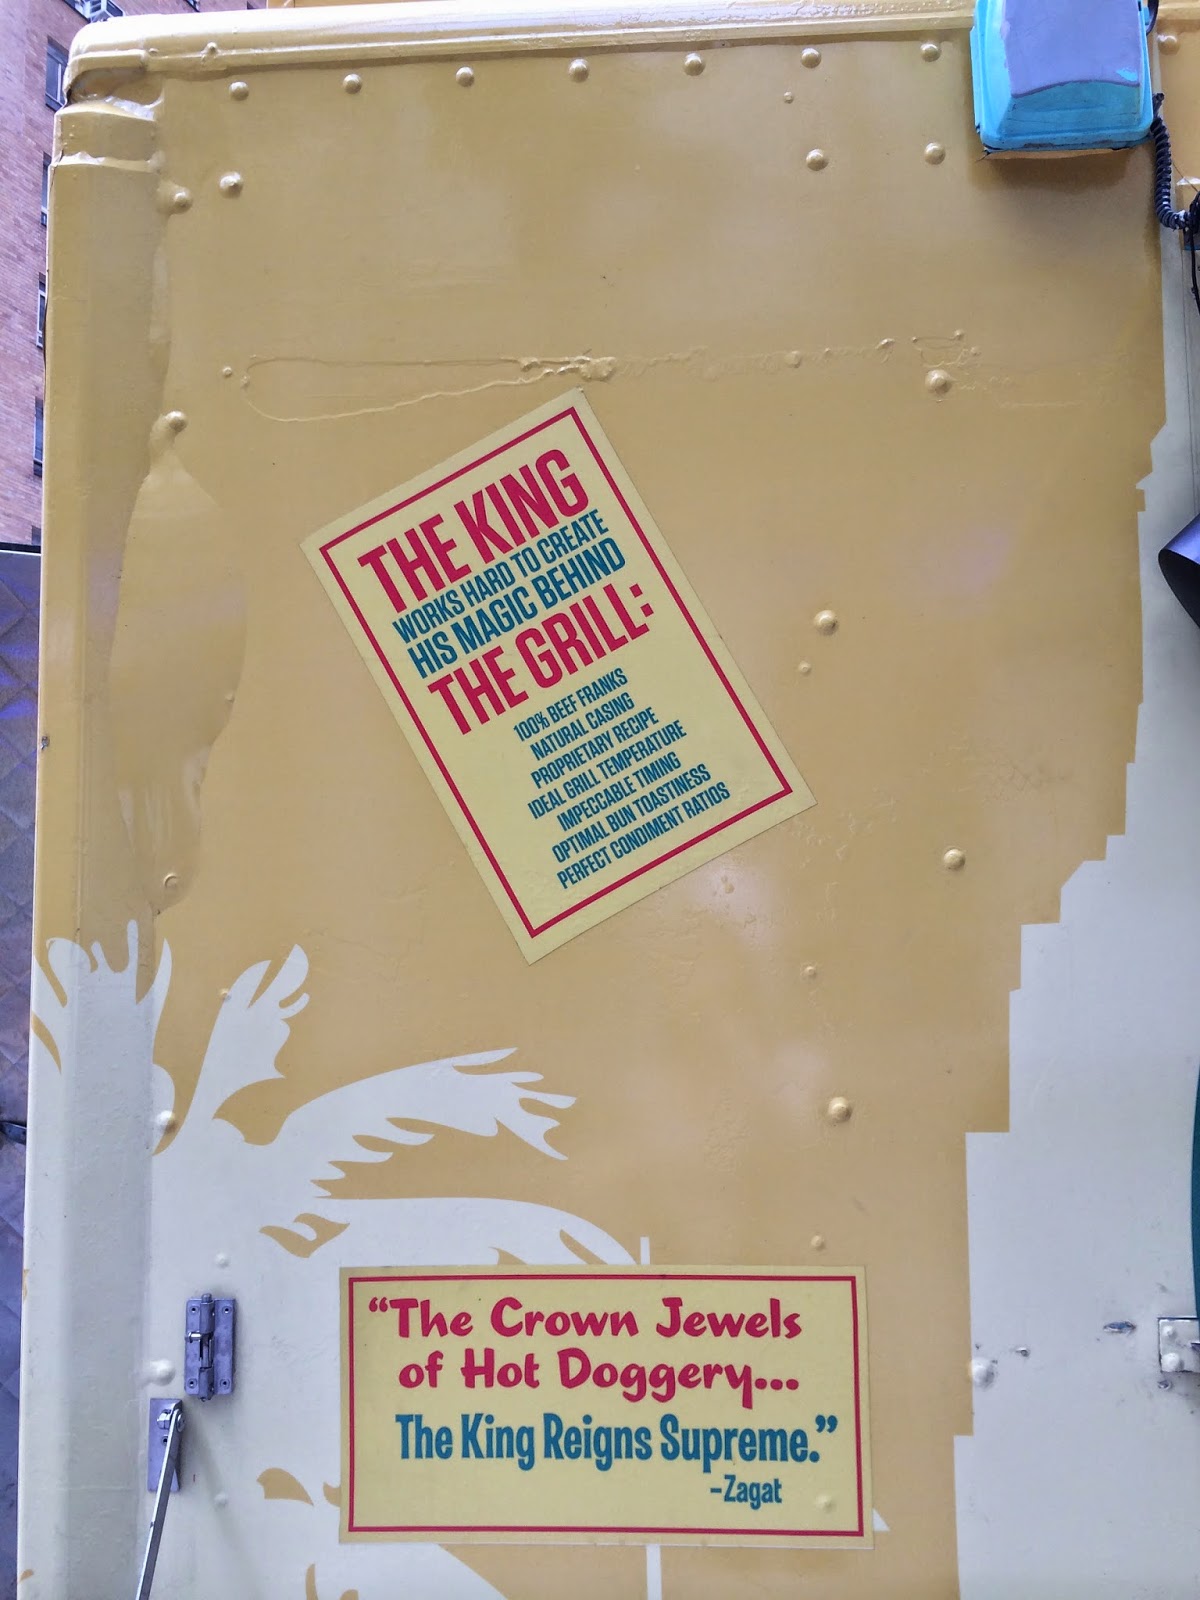 THE KING
WORKS HARD TO CREATE
HIS MAGIC BEHIND
THE GRILL:
100% BEEF FRANKS
NATURAL CASING
PROPRIETARY RECIPE
IDEAL GRILL TEMPERATURE
IMPECCABLE TIMING
OPTIMAL BUN TOASTINESS
PERFECT CONDIMENT RATIOS
“The Crown Jewels
of Hot Doggery...
The King Reigns Supreme.”
-Zagat